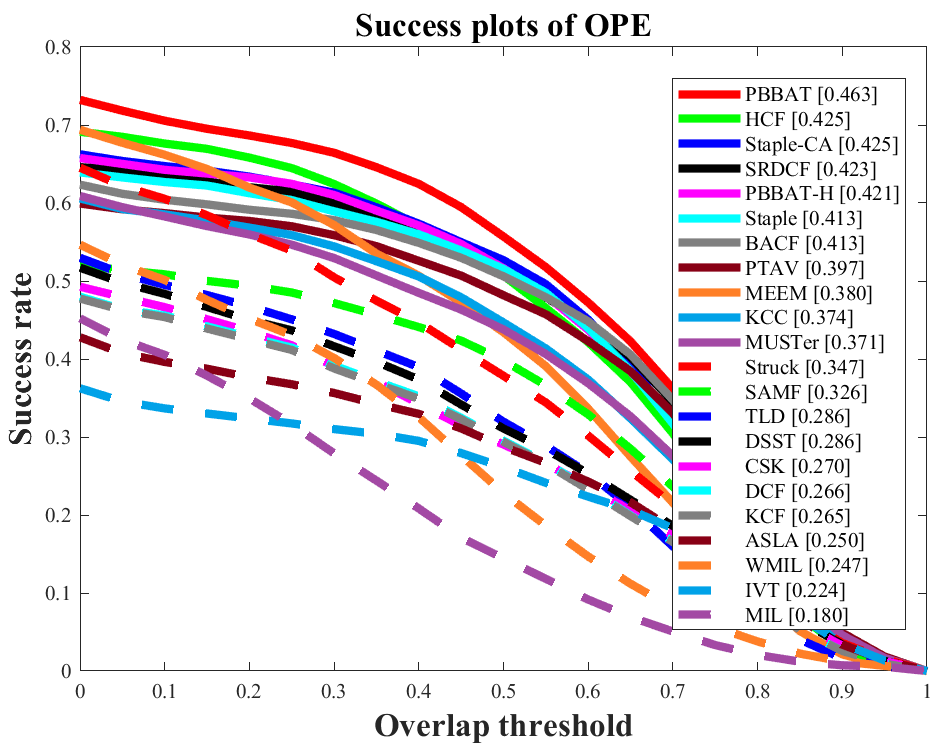 Success plots of OPE
Success rate
0.8
0.7
0.6
0.5
0.4
0.3
0.2
0.1
0
PBBAT [0.463]
HCF [0.425]
Staple-CA [0.425]
SRDCF [0.423]
PBBAT-H [0.421]
Staple [0.413]
BACF [0.413]
PTAV [0.397]
MEEM [0.380]
KCC [0.374]
MUSTer [0.371]
Struck [0.347]
SAMF [0.326]
TLD [0.286]
DSST [0.286]
CSK [0.270]
DCF [0.266]
KCF [0.265]
ASLA [0.250]
WMIL [0.247]
IVT [0.224]
MIL [0.180]
0 0.1 0.2 0.3 0.4 0.5 0.6 0.7 0.8 0.9 1
Overlap threshold